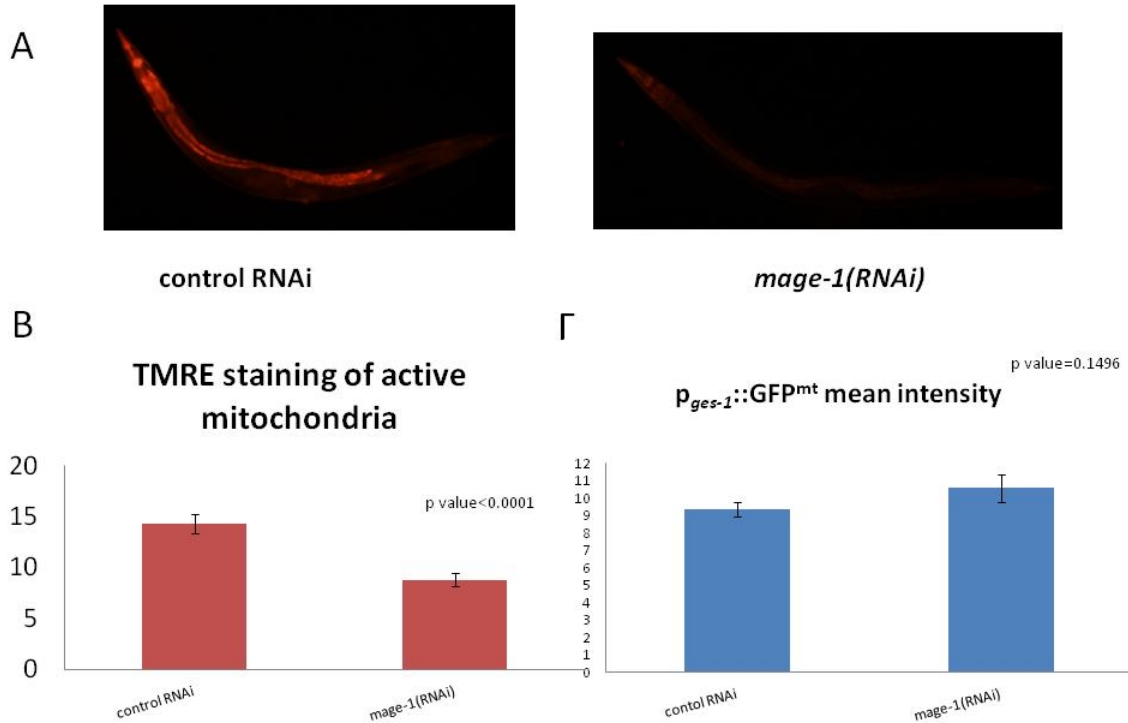 A
control RNAi
mage-1(RNAi)
B
TMRE staining of active
mitochondria
20
15
10
5
0
p value<0.0001
control RNAi
mage-1(RNAi)
Γ
p value=0.1496
pges-1::GFPmt mean intensity
12
11
10
9
8
7
6
5
4
3
2
1
0
contol RNAi
mage-1(RNAi)